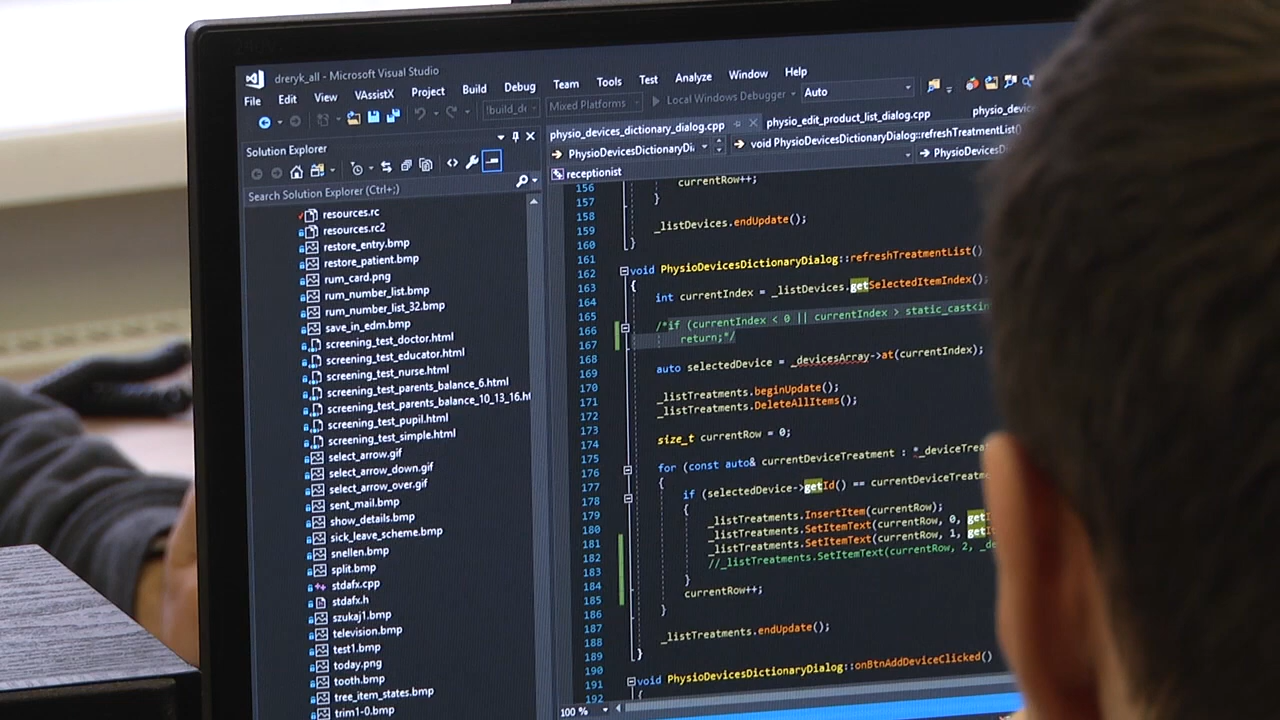 dreryk_all - Microsoft Visual Studio
File Edit View VAssistX Project Build Debug Team Tools Test Analyze Window Help
Mixed Platforms Local Windows Debugger Auto
Solution Explorer
Search Solution Explorer (Ctrl+;)
resources.rc
resources.rc2
restore_entry.bmp
restore_patient.bmp
rum_card.png
rum_number_list.bmp
rum_number_list_32.bmp
save_in_edm.bmp
screening_test_doctor.html
screening_test_educator.html
screening_test_nurse.html
screening_test_parents_balance_6.html
screening_test_parents_balance_10_13_16.ht
screening_test_pupil.html
screening_test_simple.html
select_arrow.gif
select_arrow_down.gif
select_arrow_over.gif
sent_mail.bmp
show_details.bmp
sick_leave_scheme.bmp
snellen.bmp
split.bmp
stdafx.cpp
stdafx.h
szukaj1.bmp
television.bmp
test1.bmp
today.png
tooth.bmp
tree_item_states.bmp
trim1-0.bmp
physio_devices_dictionary_dialog.cpp physio_edit_product_list_dialog.cpp physio_device
PhysioDevicesDictionaryDi void PhysioDevicesDictionaryDialog::refreshTreatmentList()
receptionist PhysioDevicesD
156 currentRow++;
157 }
158
159 _listDevices.endUpdate();
160 }
161
162 void PhysioDevicesDictionaryDialog::refreshTreatmentList()
163 {
164 int currentIndex = _listDevices.getSelectedItemIndex();
165
166 /*if (currentIndex < 0 || currentIndex > static_cast<in
167 return;*/
168
169 auto selectedDevice = _devicesArray->at(currentIndex);
170
171 _listTreatments.beginUpdate();
172 _listTreatments.DeleteAllItems();
173
174 size_t currentRow = 0;
175
176 for (const auto& currentDeviceTreatment : *_deviceTrea
177 {
178 if (selectedDevice->getId() == currentDeviceTreatm
179 {
180 _listTreatments.InsertItem(currentRow);
181 _listTreatments.SetItemText(currentRow, 0, getI
182 _listTreatments.SetItemText(currentRow, 1, getI
183 //_listTreatments.SetItemText(currentRow, 2, _de
184 }
185 currentRow++;
186 }
187
188 _listTreatments.endUpdate();
189 }
190
191 void PhysioDevicesDictionaryDialog::onBtnAddDeviceClicked()
192 {
100 %